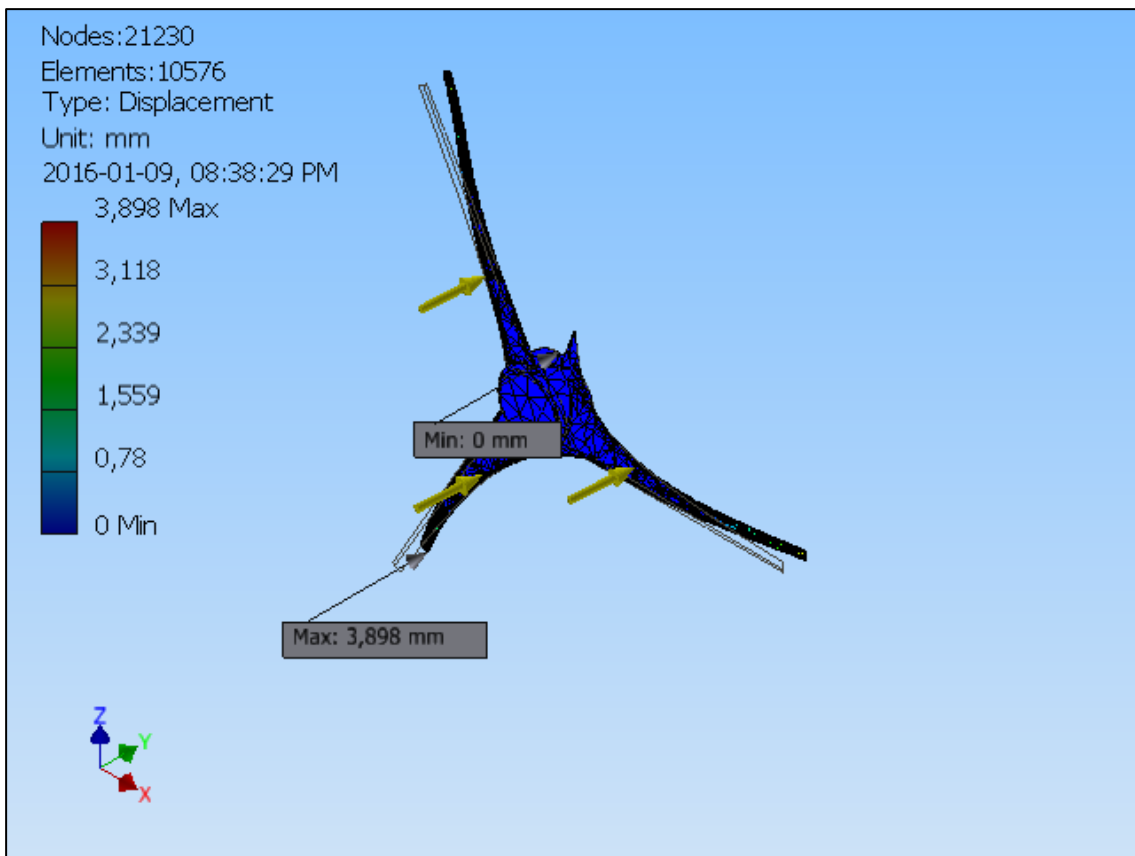 Nodes:21230
Elements:10576
Type: Displacement
Unit: mm
2016-01-09, 08:38:29 PM
3,898 Max
3,118
2,339
1,559
0,78
0 Min
Min: 0 mm
Max: 3,898 mm
Z
Y
X